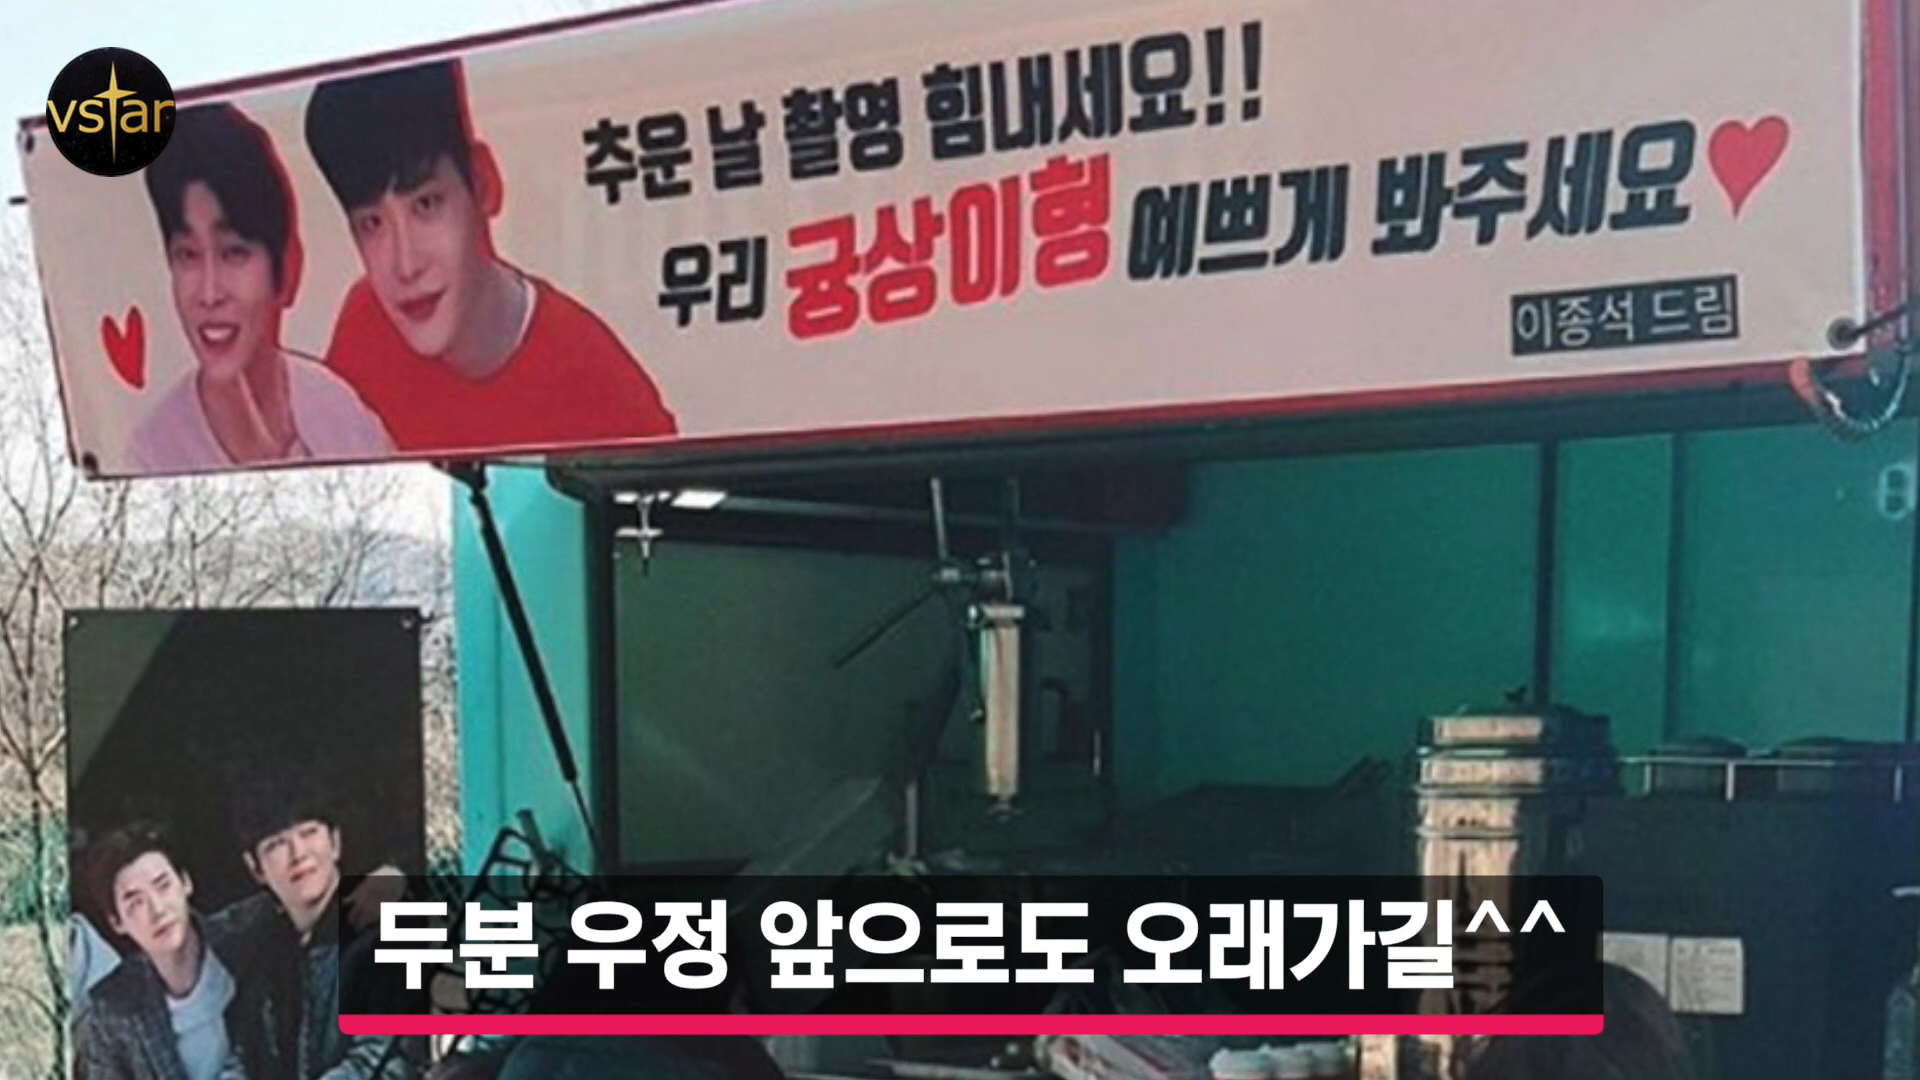 vstar
추운 날 촬영 힘내세요!!
우리 궁상이형 예쁘게 봐주세요♥
이종석 드림
두분 우정 앞으로도 오래가길^^